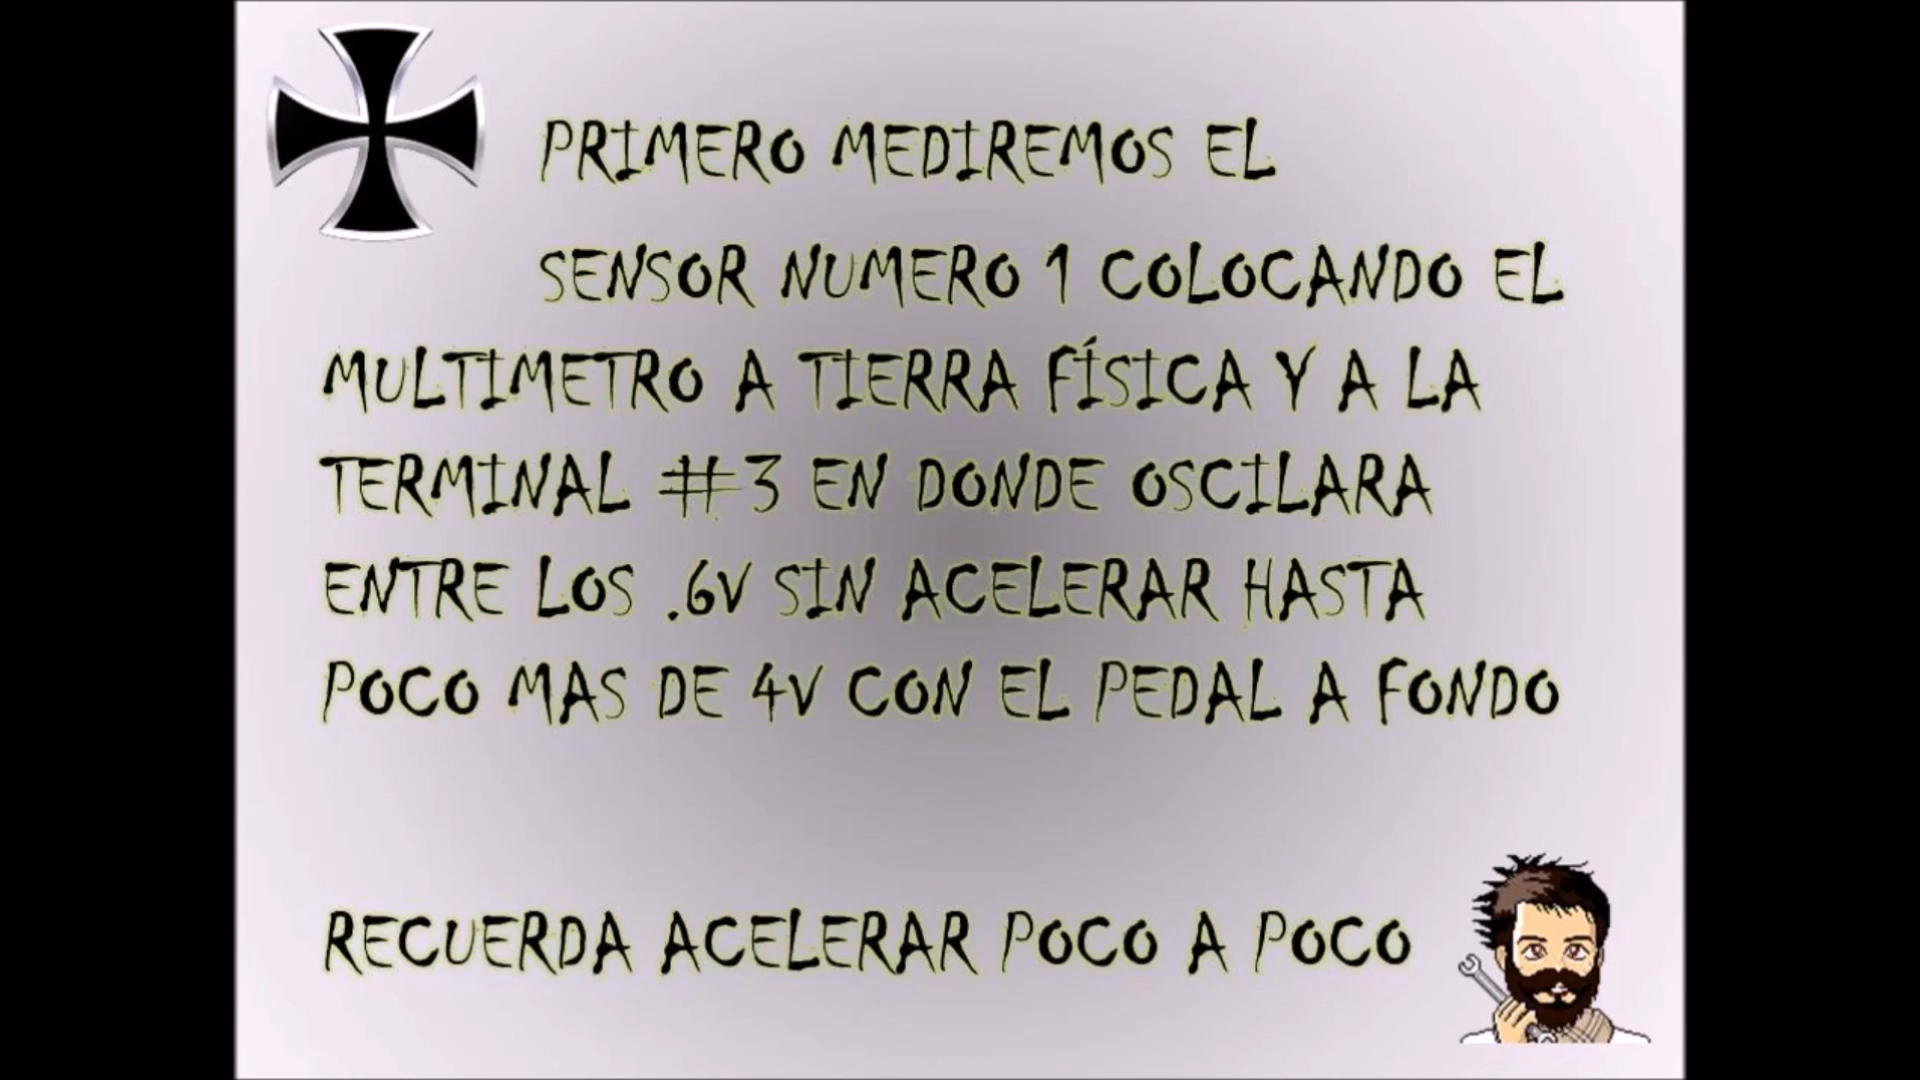 PRIMERO MEDIREMOS EL
SENSOR NUMERO 1 COLOCANDO EL
MULTIMETRO A TIERRA FÍSICA Y A LA
TERMINAL #3 EN DONDE OSCILARA
ENTRE LOS .6V SIN ACELERAR HASTA
POCO MAS DE 4V CON EL PEDAL A FONDO
RECUERDA ACELERAR POCO A POCO